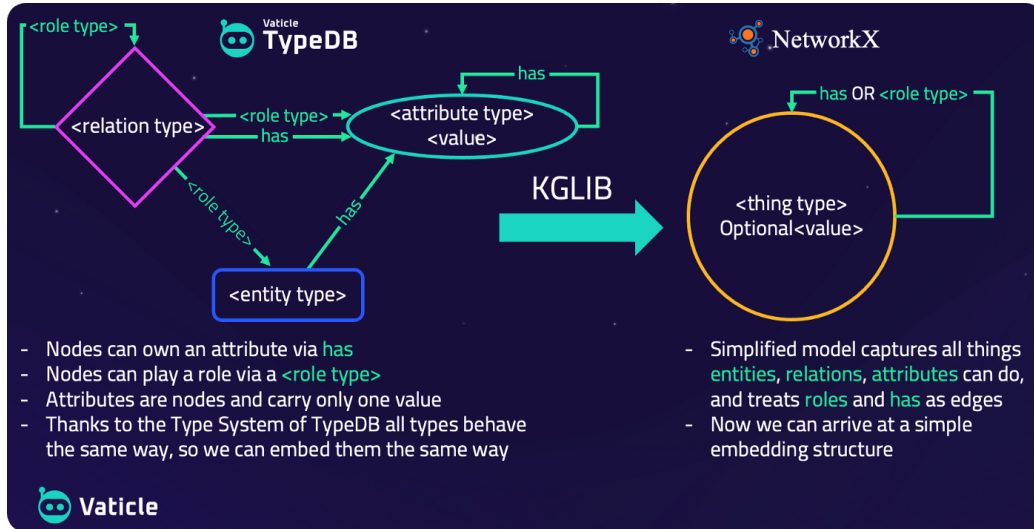 <role type>
Vaticle
TypeDB
NetworkX
has
has OR <role type>
<relation type>
<role type>
has
<attribute type>
<value>
<role type>
has
KGLIB
<thing type>
Optional<value>
<entity type>
- Nodes can own an attribute via has
- Nodes can play a role via a <role type>
- Attributes are nodes and carry only one value
- Thanks to the Type System of TypeDB all types behave
the same way, so we can embed them the same way
- Simplified model captures all things
entities, relations, attributes can do,
and treats roles and has as edges
- Now we can arrive at a simple
embedding structure
Vaticle